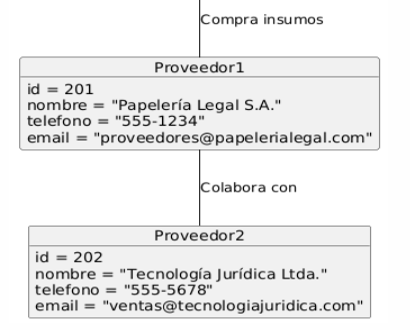 Compra insumos
Proveedor1
id = 201
nombre = "Papelería Legal S.A."
telefono = "555-1234"
email = "proveedores@papelerialegal.com"
Colabora con
Proveedor2
id = 202
nombre = "Tecnología Jurídica Ltda."
telefono = "555-5678"
email = "ventas@tecnologiajuridica.com"